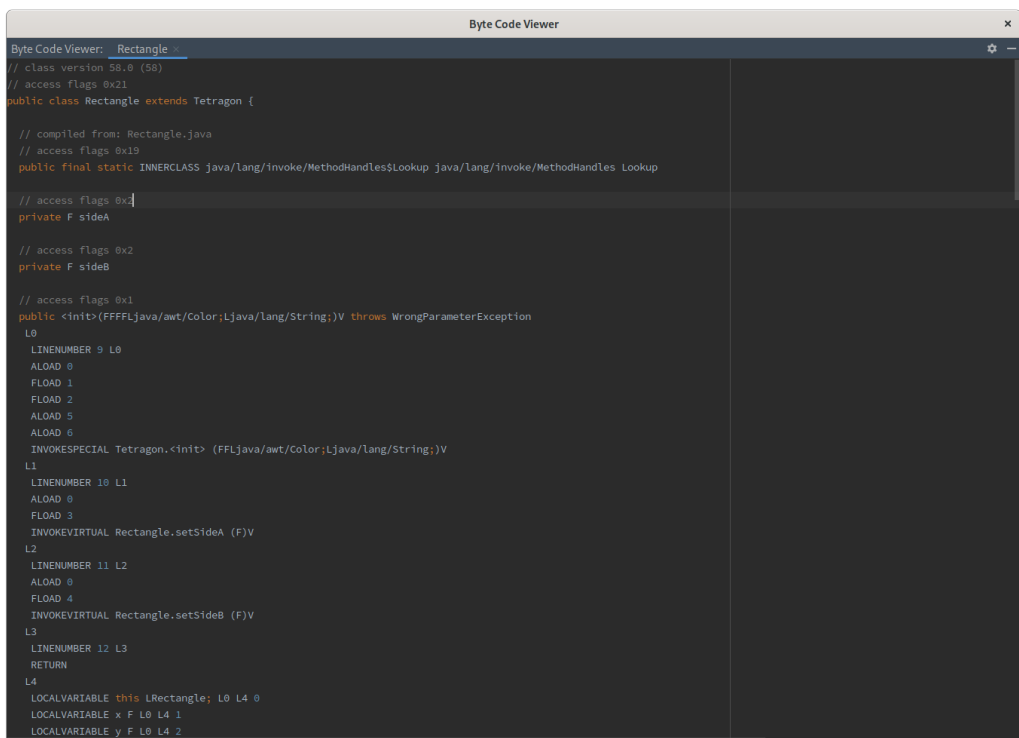 Byte Code Viewer
Byte Code Viewer: Rectangle
// class version 58.0 (58)
// access flags 0x21
public class Rectangle extends Tetragon {
// compiled from: Rectangle.java
// access flags 0x19
public final static INNERCLASS java/lang/invoke/MethodHandles$Lookup java/lang/invoke/MethodHandles Lookup
// access flags 0x2
private F sideA
// access flags 0x2
private F sideB
// access flags 0x1
public <init>(FFFFLjava/awt/Color;Ljava/lang/String;)V throws WrongParameterException
L0
LINENUMBER 9 L0
ALOAD 0
FLOAD 1
FLOAD 2
ALOAD 5
ALOAD 6
INVOKESPECIAL Tetragon.<init> (FFLjava/awt/Color;Ljava/lang/String;)V
L1
LINENUMBER 10 L1
ALOAD 0
FLOAD 3
INVOKEVIRTUAL Rectangle.setSideA (F)V
L2
LINENUMBER 11 L2
ALOAD 0
FLOAD 4
INVOKEVIRTUAL Rectangle.setSideB (F)V
L3
LINENUMBER 12 L3
RETURN
L4
LOCALVARIABLE this LRectangle; L0 L4 0
LOCALVARIABLE x F L0 L4 1
LOCALVARIABLE y F L0 L4 2